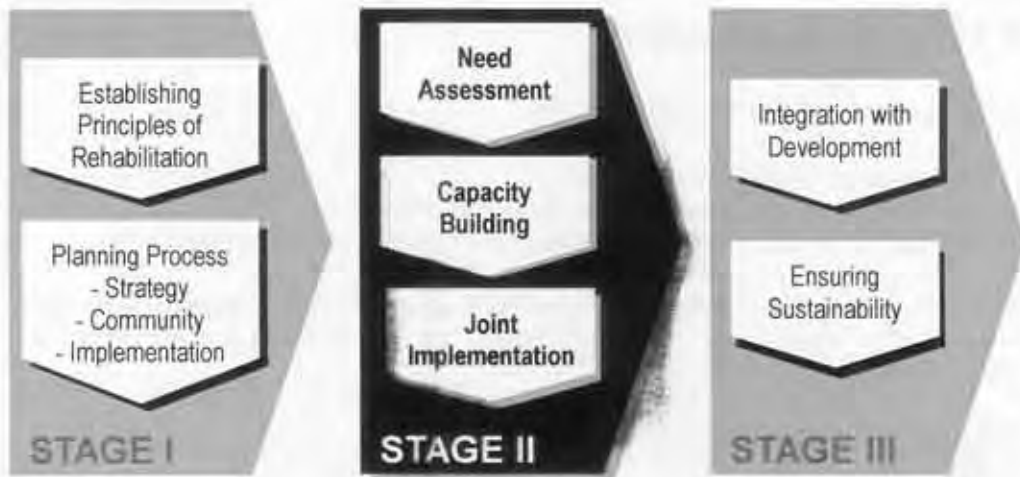 Establishing
Principles of
Rehabilitation
Planning Process
- Strategy
- Community
- Implementation
STAGE I
Need
Assessment
Capacity
Building
Joint
Implementation
STAGE II
Integration with
Development
Ensuring
Sustainability
STAGE III